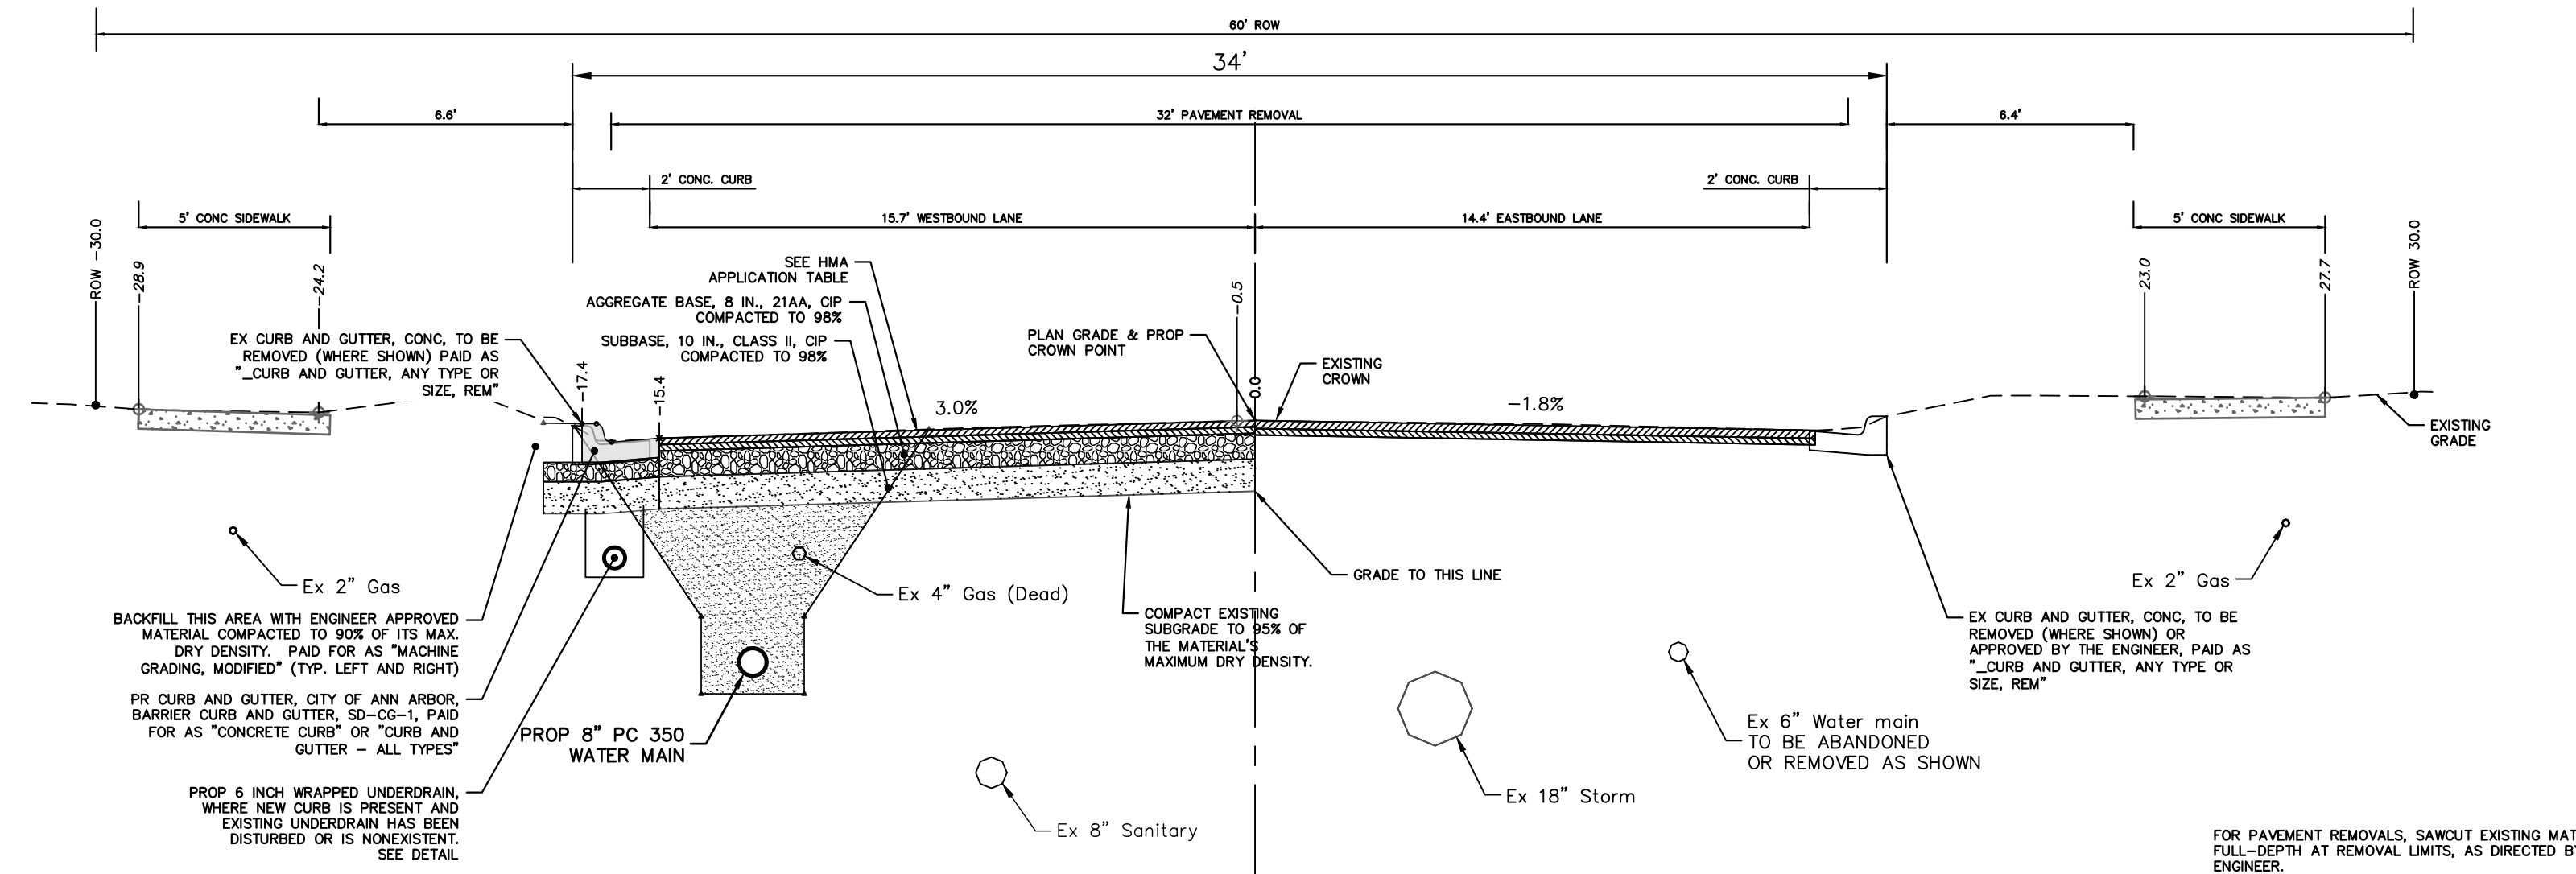 60' ROW
34'
6.6'
32' PAVEMENT REMOVAL
6.4'
2' CONC. CURB
2' CONC. CURB
5' CONC SIDEWALK
15.7' WESTBOUND LANE
14.4' EASTBOUND LANE
5' CONC SIDEWALK
ROW -30.0
-28.9
-24.2
-17.4
-15.4
-0.5
0.0
23.0
27.7
ROW 30.0
SEE HMA
APPLICATION TABLE
AGGREGATE BASE, 8 IN., 21AA, CIP
COMPACTED TO 98%
SUBBASE, 10 IN., CLASS II, CIP
COMPACTED TO 98%
EX CURB AND GUTTER, CONC, TO BE
REMOVED (WHERE SHOWN) PAID AS
"_CURB AND GUTTER, ANY TYPE OR
SIZE, REM"
PLAN GRADE & PROP
CROWN POINT
EXISTING
CROWN
3.0%
-1.8%
EXISTING
GRADE
Ex 2" Gas
Ex 4" Gas (Dead)
GRADE TO THIS LINE
Ex 2" Gas
BACKFILL THIS AREA WITH ENGINEER APPROVED
MATERIAL COMPACTED TO 90% OF ITS MAX.
DRY DENSITY.  PAID FOR AS "MACHINE
GRADING, MODIFIED" (TYP. LEFT AND RIGHT)
COMPACT EXISTING
SUBGRADE TO 95% OF
THE MATERIAL'S
MAXIMUM DRY DENSITY.
EX CURB AND GUTTER, CONC, TO BE
REMOVED (WHERE SHOWN) OR
APPROVED BY THE ENGINEER, PAID AS
"_CURB AND GUTTER, ANY TYPE OR
SIZE, REM"
PR CURB AND GUTTER, CITY OF ANN ARBOR,
BARRIER CURB AND GUTTER, SD-CG-1, PAID
FOR AS "CONCRETE CURB" OR "CURB AND
GUTTER - ALL TYPES"
PROP 8" PC 350
WATER MAIN
Ex 6" Water main
TO BE ABANDONED
OR REMOVED AS SHOWN
PROP 6 INCH WRAPPED UNDERDRAIN,
WHERE NEW CURB IS PRESENT AND
EXISTING UNDERDRAIN HAS BEEN
DISTURBED OR IS NONEXISTENT.
SEE DETAIL
Ex 18" Storm
Ex 8" Sanitary
FOR PAVEMENT REMOVALS, SAWCUT EXISTING MAT
FULL-DEPTH AT REMOVAL LIMITS, AS DIRECTED BY
ENGINEER.